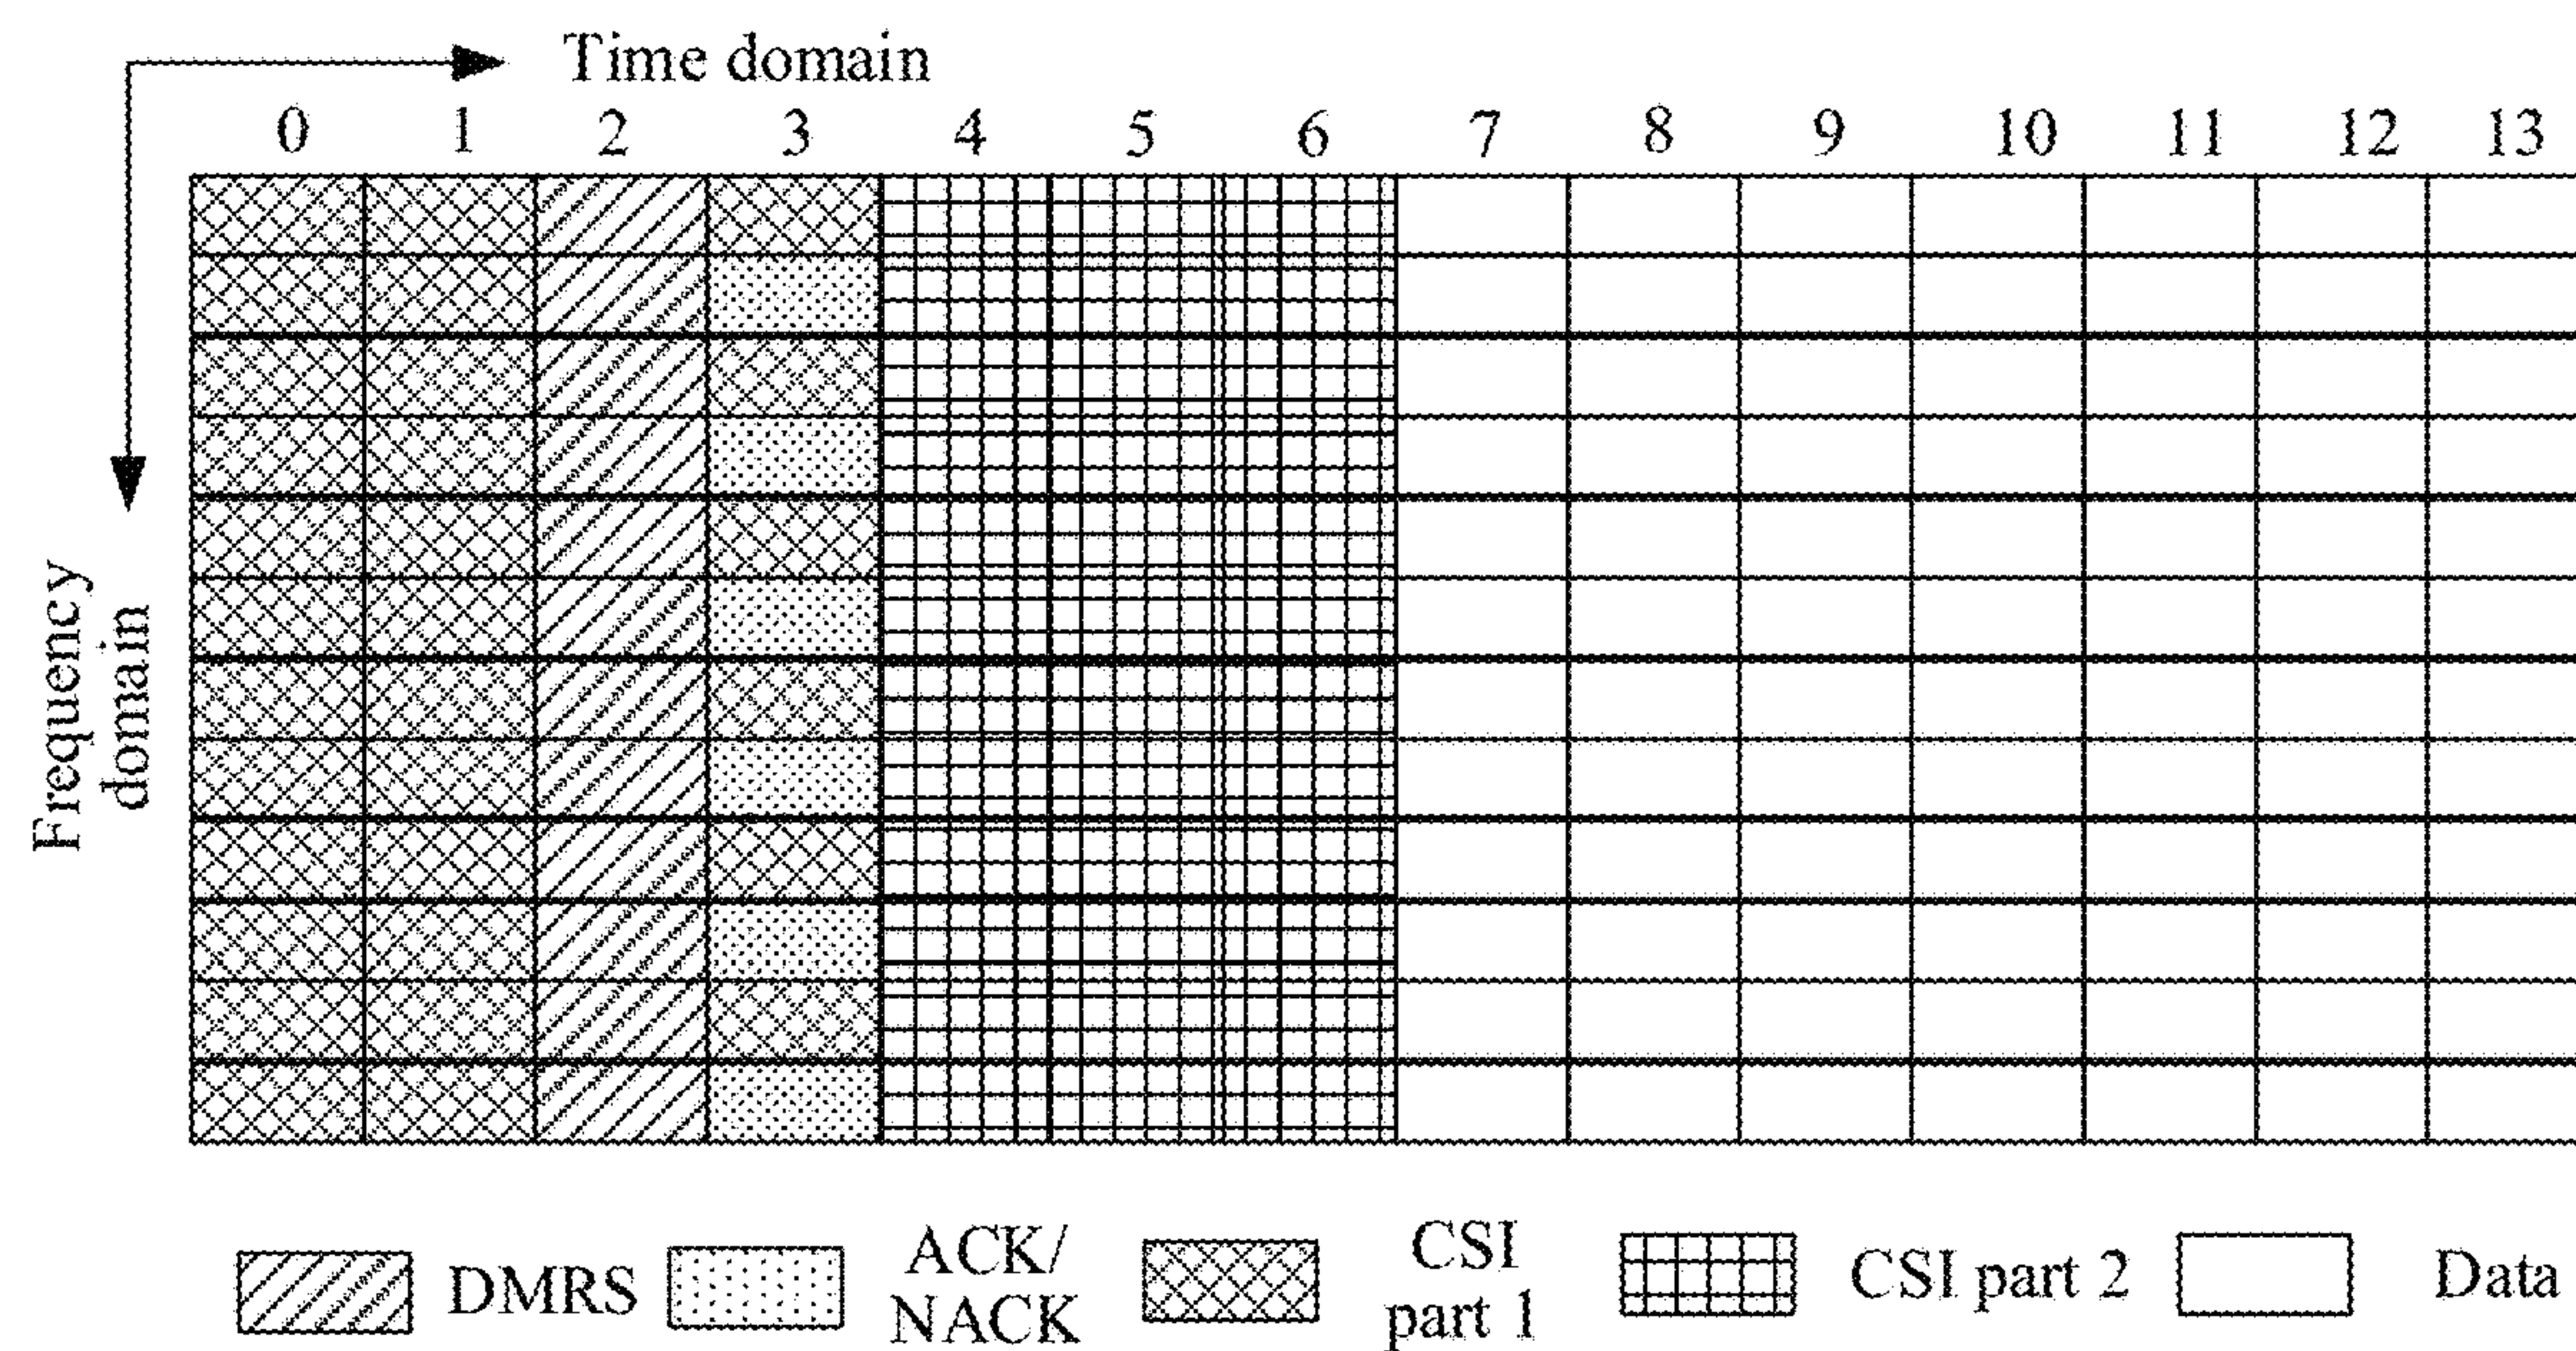 Time domain
0 1 2 3 4 5 6 7 8 9 10 11 12 13
Frequency
domain
DMRS
ACK/
NACK
CSI
part 1
CSI part 2
Data